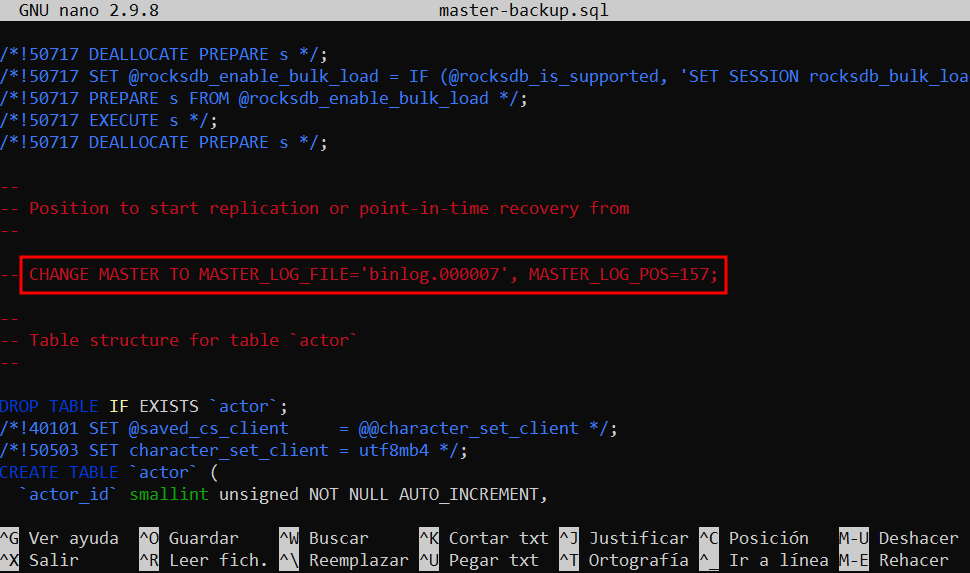 GNU nano 2.9.8 master-backup.sql
/*!50717 DEALLOCATE PREPARE s */;
/*!50717 SET @rocksdb_enable_bulk_load = IF (@rocksdb_is_supported, 'SET SESSION rocksdb_bulk_loa
/*!50717 PREPARE s FROM @rocksdb_enable_bulk_load */;
/*!50717 EXECUTE s */;
/*!50717 DEALLOCATE PREPARE s */;
--
-- Position to start replication or point-in-time recovery from
--
-- CHANGE MASTER TO MASTER_LOG_FILE='binlog.000007', MASTER_LOG_POS=157;
--
-- Table structure for table `actor`
--
DROP TABLE IF EXISTS `actor`;
/*!40101 SET @saved_cs_client     = @@character_set_client */;
/*!50503 SET character_set_client = utf8mb4 */;
CREATE TABLE `actor` (
  `actor_id` smallint unsigned NOT NULL AUTO_INCREMENT,
^G Ver ayuda ^O Guardar ^W Buscar ^K Cortar txt ^J Justificar ^C Posición M-U Deshacer
^X Salir ^R Leer fich. ^\ Reemplazar ^U Pegar txt ^T Ortografía ^_ Ir a línea M-E Rehacer